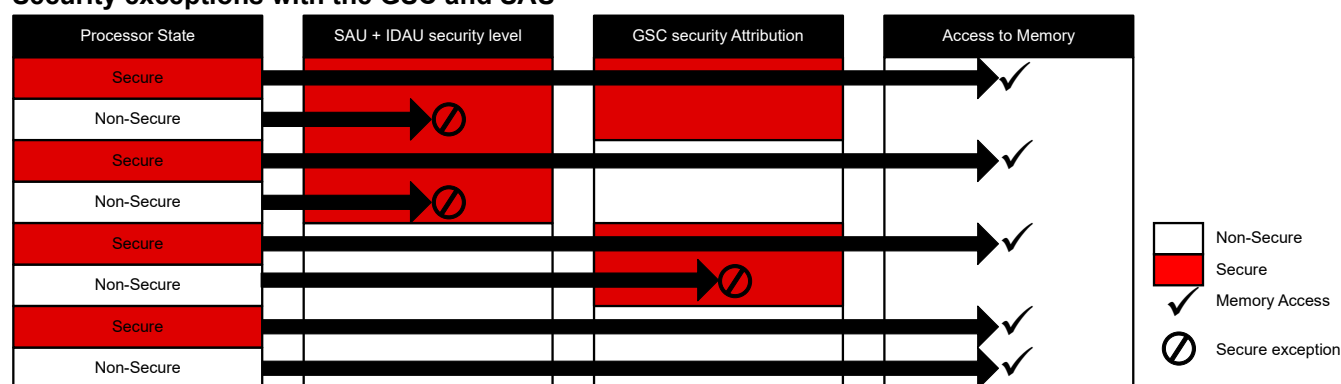 Security exceptions with the GSC and SAU
Processor State
SAU + IDAU security level
GSC security Attribution
Access to Memory
Secure
Non-Secure
Secure
Non-Secure
Secure
Non-Secure
Secure
Non-Secure
Non-Secure
Secure
Memory Access
Secure exception